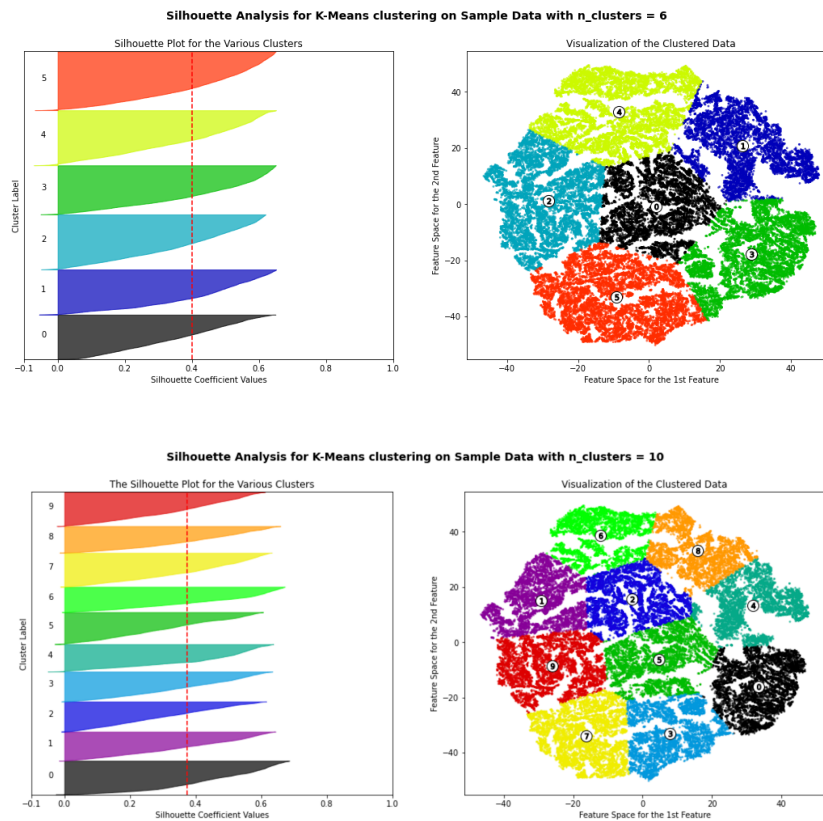 Silhouette Analysis for K-Means clustering on Sample Data with n_clusters = 6
Silhouette Plot for the Various Clusters
Cluster Label
5
4
3
2
1
0
−0.1 0.0 0.2 0.4 0.6 0.8 1.0
Silhouette Coefficient Values
Visualization of the Clustered Data
Feature Space for the 2nd Feature
40
20
0
−20
−40
4
1
2
0
3
5
−40 −20 0 20 40
Feature Space for the 1st Feature
Silhouette Analysis for K-Means clustering on Sample Data with n_clusters = 10
The Silhouette Plot for the Various Clusters
Cluster Label
9
8
7
6
5
4
3
2
1
0
−0.1 0.0 0.2 0.4 0.6 0.8 1.0
Silhouette Coefficient Values
Visualization of the Clustered Data
Feature Space for the 2nd Feature
40
20
0
−20
−40
6
8
1
2
4
5
9
0
7
3
−40 −20 0 20 40
Feature Space for the 1st Feature